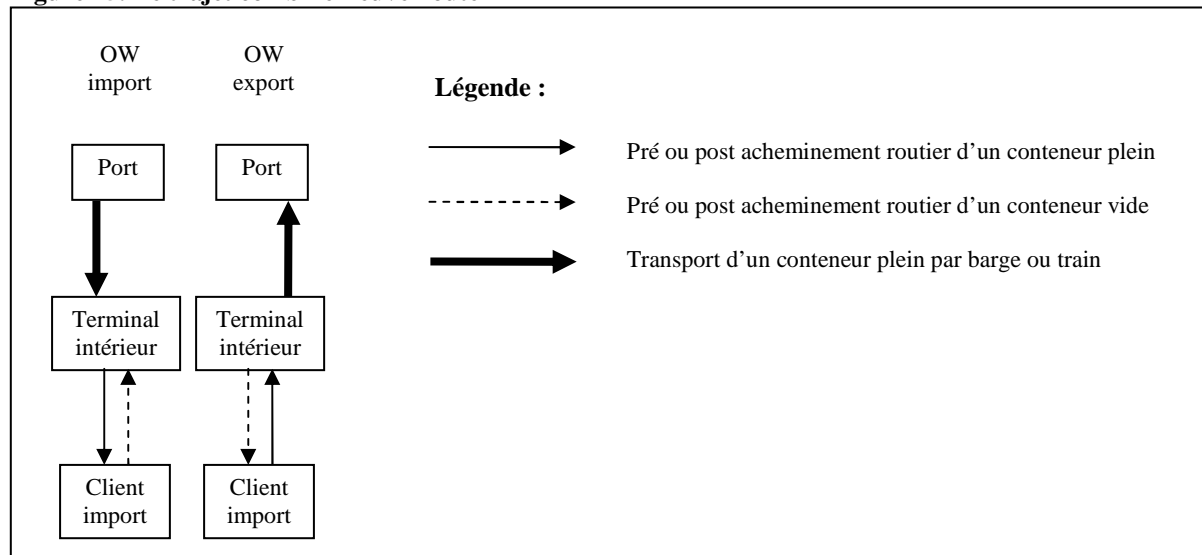 OW
import
OW
export
Légende :
Port
Port
Pré ou post acheminement routier d’un conteneur plein
Pré ou post acheminement routier d’un conteneur vide
Transport d’un conteneur plein par barge ou train
Terminal
intérieur
Terminal
intérieur
Client
import
Client
import